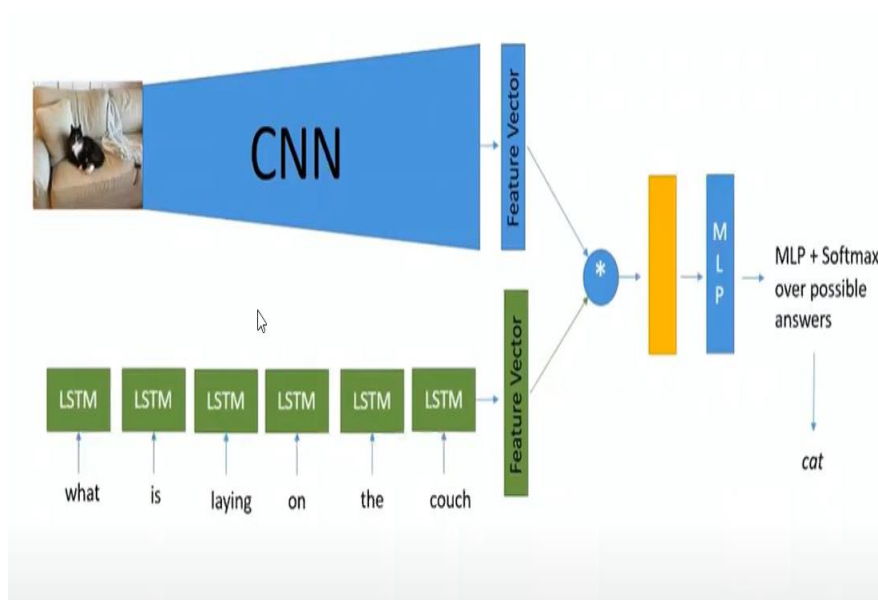 CNN
Feature Vector
*
M
L
P
MLP + Softmax
over possible
answers
cat
LSTM LSTM LSTM LSTM LSTM LSTM
Feature Vector
what is laying on the couch